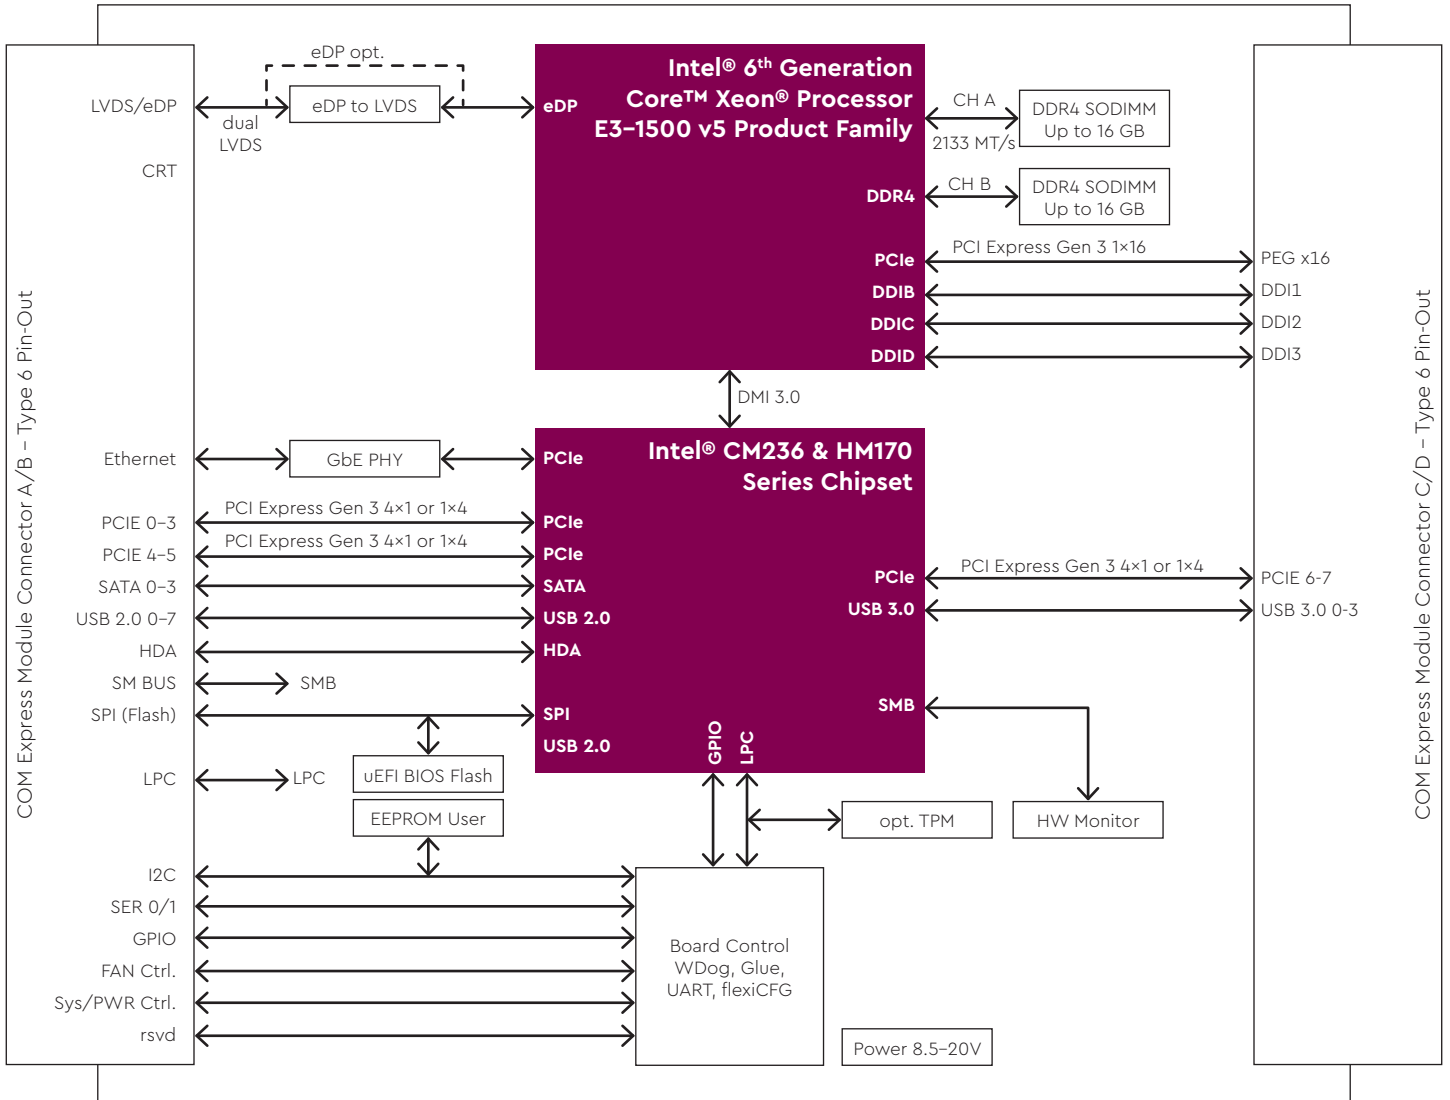 COM Express Module Connector A/B – Type 6 Pin-Out
LVDS/eDP
CRT
Ethernet
PCIE 0–3
PCIE 4–5
SATA 0–3
USB 2.0 0–7
HDA
SM BUS
SPI (Flash)
LPC
I2C
SER 0/1
GPIO
FAN Ctrl.
Sys/PWR Ctrl.
rsvd
eDP opt.
eDP to LVDS
dual
LVDS
GbE PHY
PCI Express Gen 3 4×1 or 1×4
PCI Express Gen 3 4×1 or 1×4
SMB
LPC
uEFI BIOS Flash
EEPROM User
Intel® 6th Generation
Core™ Xeon® Processor
E3–1500 v5 Product Family
eDP
DDR4
PCIe
DDIB
DDIC
DDID
DMI 3.0
Intel® CM236 & HM170
Series Chipset
PCIe
PCIe
PCIe
SATA
USB 2.0
HDA
SPI
USB 2.0
PCIe
USB 3.0
SMB
GPIO
LPC
Board Control
WDog, Glue,
UART, flexiCFG
opt. TPM
HW Monitor
Power 8.5–20V
CH A
2133 MT/s
DDR4 SODIMM
Up to 16 GB
CH B
DDR4 SODIMM
Up to 16 GB
PCI Express Gen 3 1×16
PCI Express Gen 3 4×1 or 1×4
PEG x16
DDI1
DDI2
DDI3
PCIE 6-7
USB 3.0 0-3
COM Express Module Connector C/D – Type 6 Pin-Out